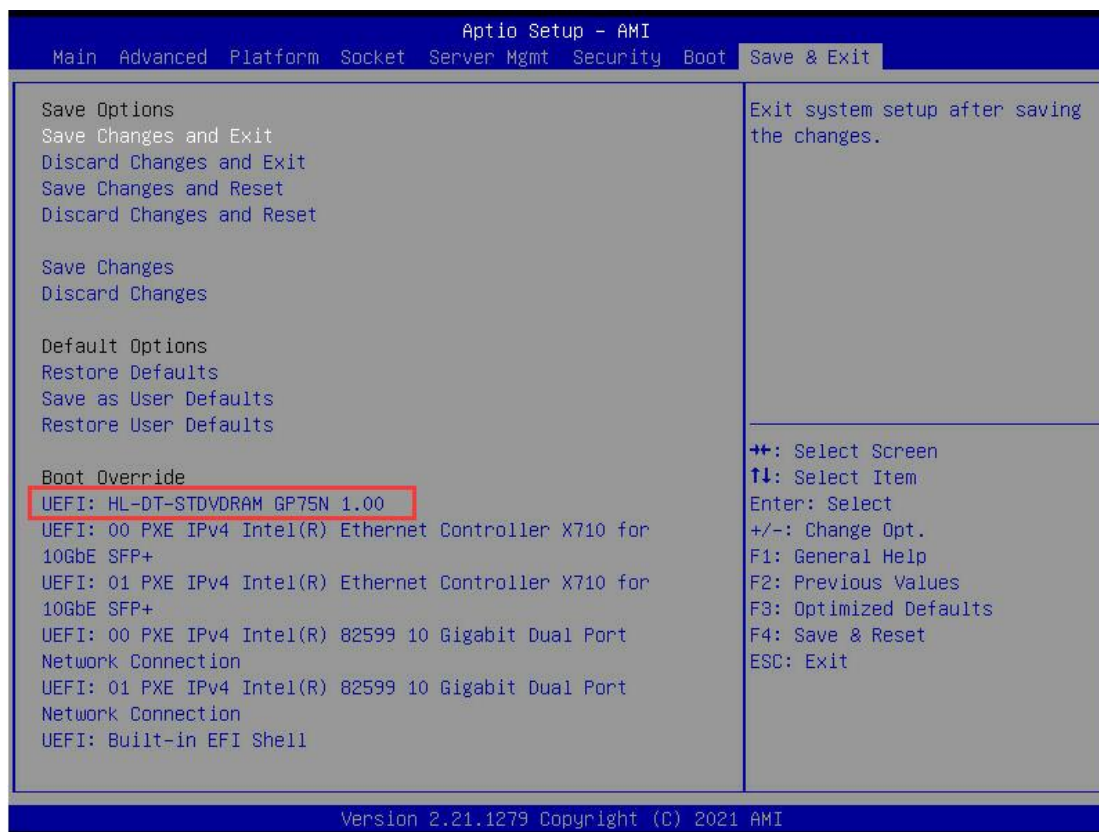 Aptio Setup - AMI
Main Advanced Platform Socket Server Mgmt Security Boot Save & Exit
Save Options
Save Changes and Exit
Discard Changes and Exit
Save Changes and Reset
Discard Changes and Reset
Save Changes
Discard Changes
Default Options
Restore Defaults
Save as User Defaults
Restore User Defaults
Boot Override
UEFI: HL-DT-STDVDRAM GP75N 1.00
UEFI: 00 PXE IPv4 Intel(R) Ethernet Controller X710 for
10GbE SFP+
UEFI: 01 PXE IPv4 Intel(R) Ethernet Controller X710 for
10GbE SFP+
UEFI: 00 PXE IPv4 Intel(R) 82599 10 Gigabit Dual Port
Network Connection
UEFI: 01 PXE IPv4 Intel(R) 82599 10 Gigabit Dual Port
Network Connection
UEFI: Built-in EFI Shell
Exit system setup after saving
the changes.
→←: Select Screen
↑↓: Select Item
Enter: Select
+/-: Change Opt.
F1: General Help
F2: Previous Values
F3: Optimized Defaults
F4: Save & Reset
ESC: Exit
Version 2.21.1279 Copyright (C) 2021 AMI